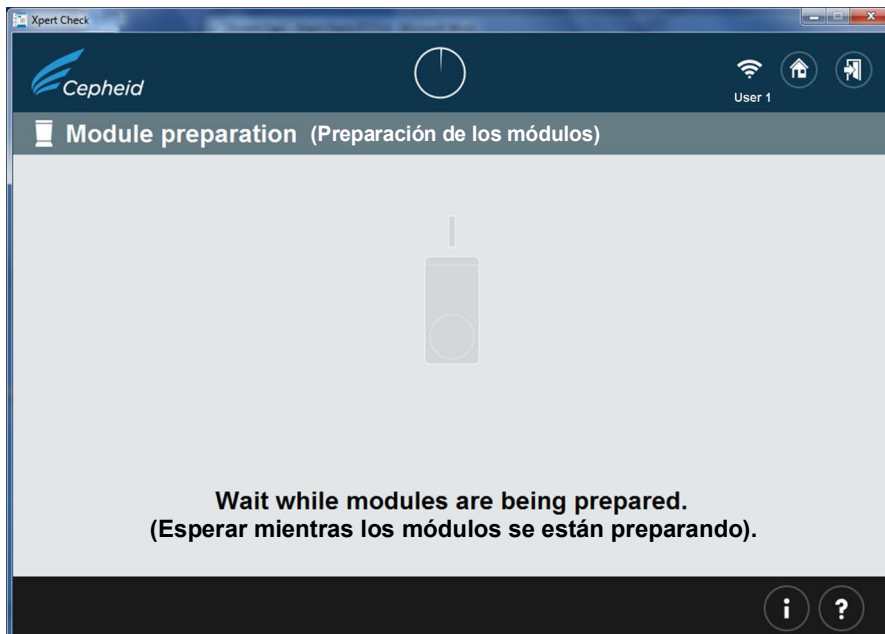 Xpert Check
Cepheid
User 1
Module preparation (Preparación de los módulos)
Wait while modules are being prepared.
(Esperar mientras los módulos se están preparando).
i ?